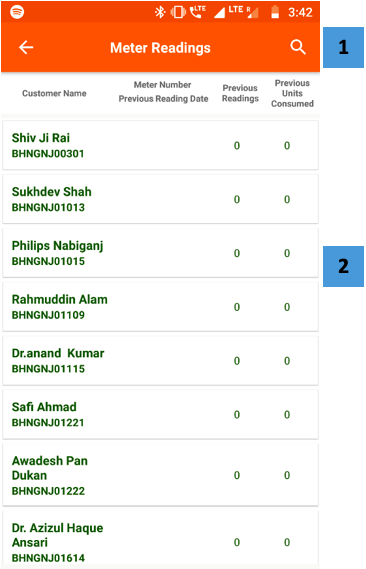 LTE LTE R 3:42
Meter Readings
1
Customer Name
Meter Number
Previous Reading Date
Previous
Readings
Previous
Units
Consumed
Shiv Ji Rai
BHNGNJ00301
0 0
Sukhdev Shah
BHNGNJ01013
0 0
Philips Nabiganj
BHNGNJ01015
0 0
2
Rahmuddin Alam
BHNGNJ01109
0 0
Dr.anand Kumar
BHNGNJ01115
0 0
Safi Ahmad
BHNGNJ01221
0 0
Awadesh Pan
Dukan
BHNGNJ01222
0 0
Dr. Azizul Haque
Ansari
BHNGNJ01614
0 0